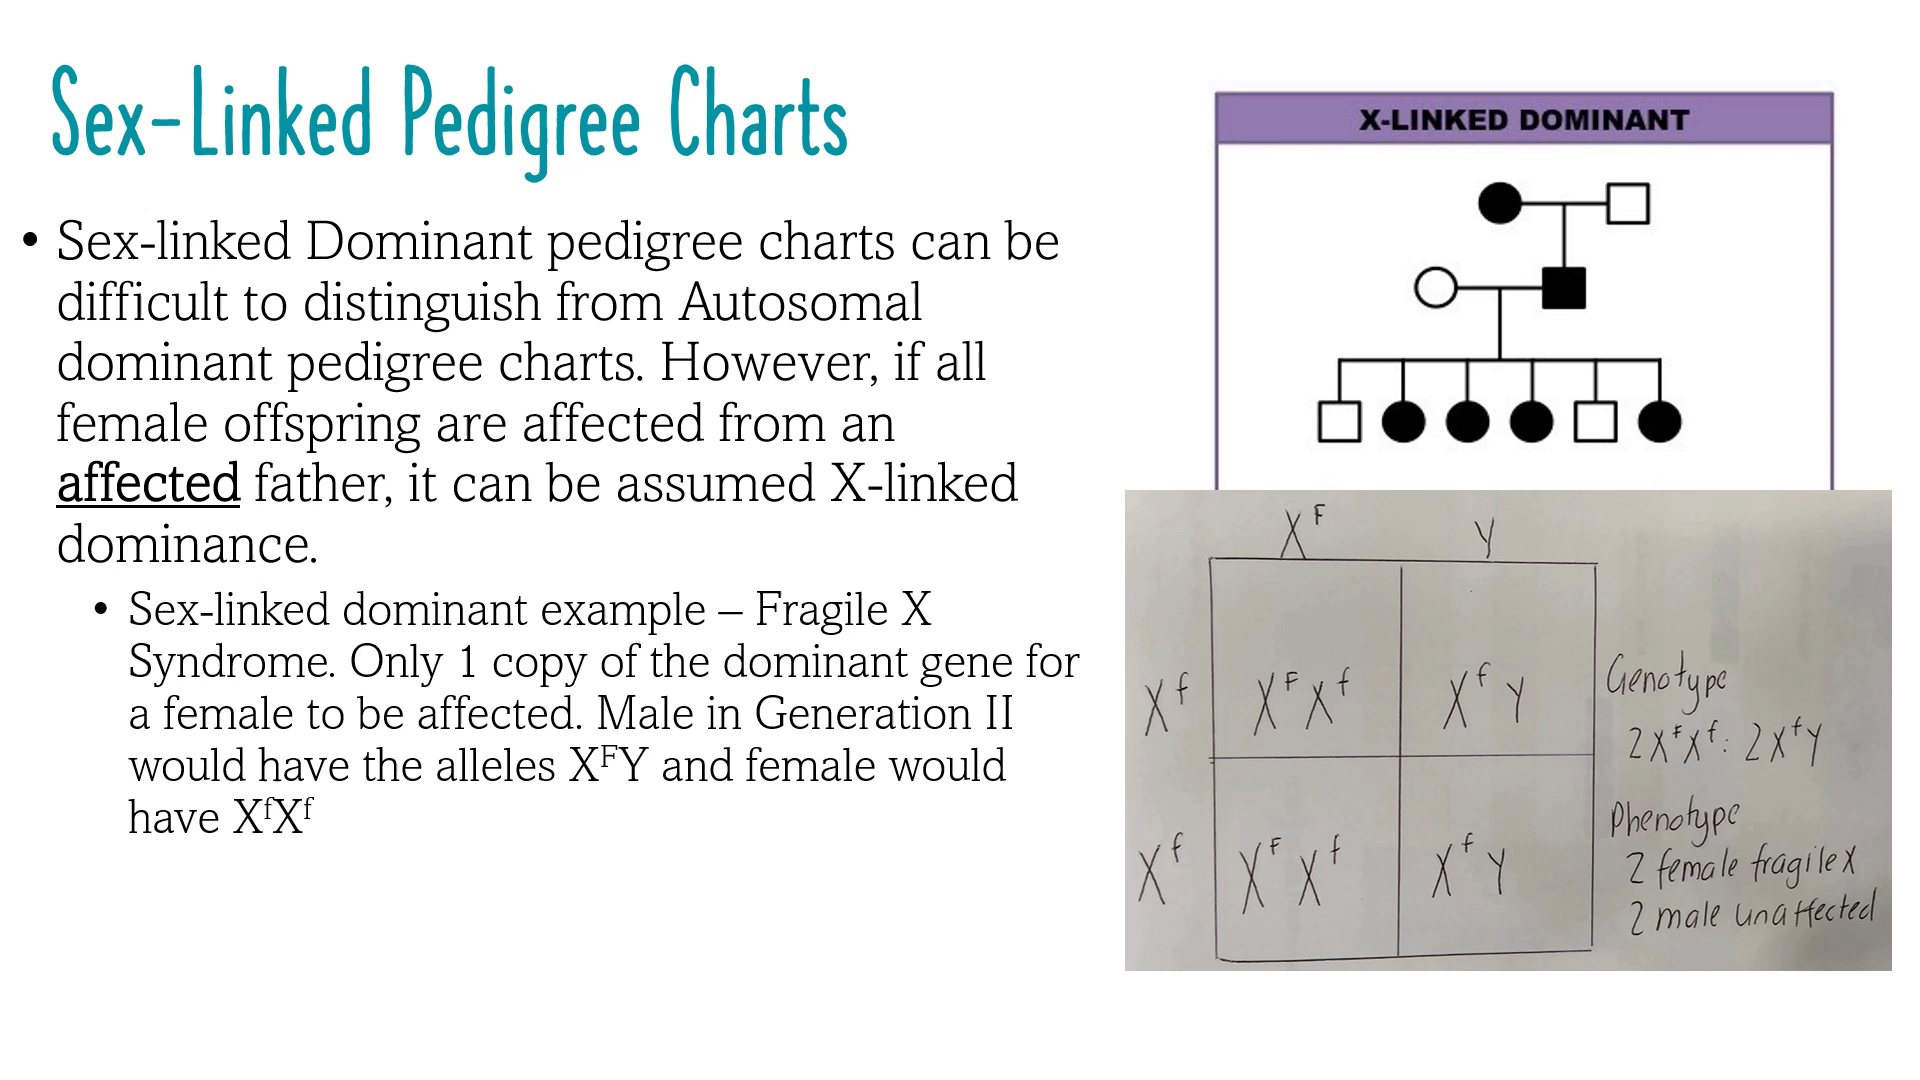 Sex-Linked Pedigree Charts
• Sex-linked Dominant pedigree charts can be
difficult to distinguish from Autosomal
dominant pedigree charts. However, if all
female offspring are affected from an
affected father, it can be assumed X-linked
dominance.
• Sex-linked dominant example – Fragile X
Syndrome. Only 1 copy of the dominant gene for
a female to be affected. Male in Generation II
would have the alleles XᶠY and female would
have XᶠXᶠ
X-LINKED DOMINANT
X^F Y
X^f X^F X^f X^f Y
X^f X^F X^f X^f Y
Genotype
2X^FX^f: 2X^fY
Phenotype
2 female fragile X
2 male unaffected